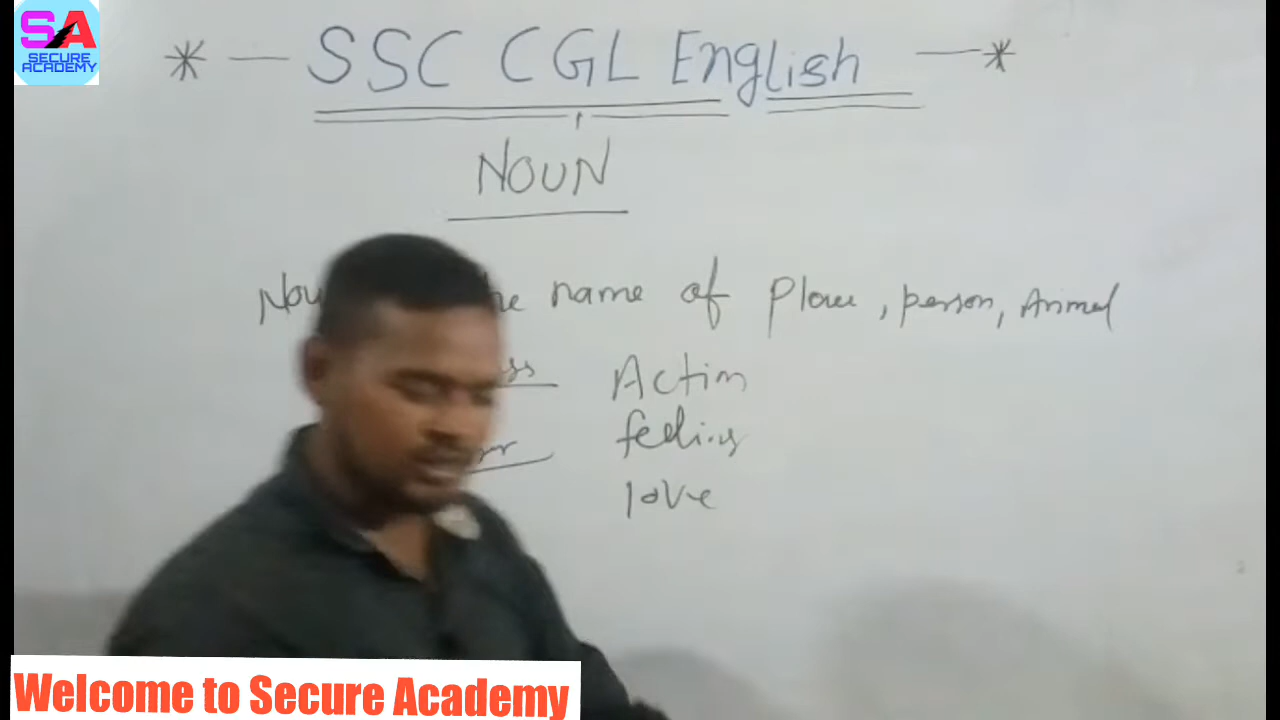 SA
SECURE
ACADEMY
SSC CGL English
NOUN
name of Place, person, Animal
Action
feeling
love
Welcome to Secure Academy